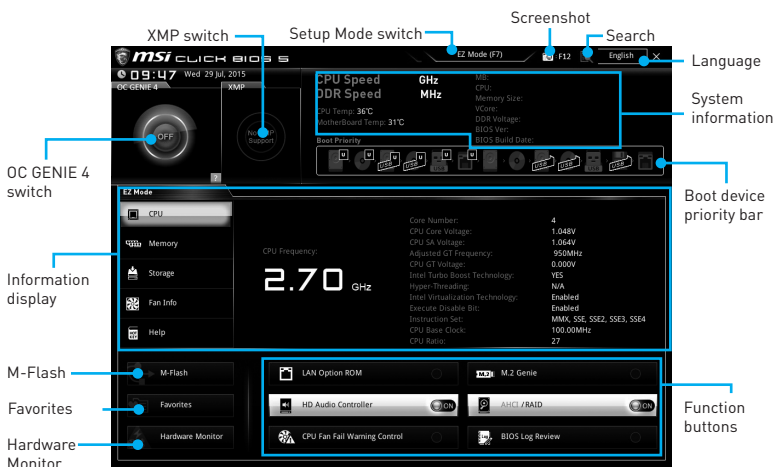 Screenshot
XMP switch
Setup Mode switch
Search
msi CLICK BIOS 5
EZ Mode (F7)
F12
English
Language
09:47 Wed 29 Jul, 2015
OC GENIE 4
XMP
CPU Speed GHz
DDR Speed MHz
CPU Temp: 36°C
MotherBoard Temp: 31°C
MB:
CPU:
Memory Size:
VCore:
DDR Voltage:
BIOS Ver:
BIOS Build Date:
System
information
OFF
Support
Boot Priority
U U U U U U
USB USB USB USB USB USB
OC GENIE 4
switch
?
Boot device
priority bar
EZ Mode
CPU
Memory
Storage
Fan Info
Help
CPU Frequency:
2.70 GHz
Core Number: 4
CPU Core Voltage: 1.048V
CPU SA Voltage: 1.064V
Adjusted GT Frequency: 950MHz
CPU GT Voltage: 0.000V
Intel Turbo Boost Technology: YES
Hyper-Threading: N/A
Intel Virtualization Technology: Enabled
Execute Disable Bit: Enabled
Instruction Set: MMX, SSE, SSE2, SSE3, SSE4
CPU Base Clock: 100.00MHz
CPU Ratio: 27
Information
display
M-Flash
Favorites
Hardware
Monitor
M-Flash
Favorites
Hardware Monitor
LAN Option ROM
HD Audio Controller ON
CPU Fan Fail Warning Control
M.2 M.2 Genie
AHCI /RAID ON
BIOS Log Review
Function
buttons